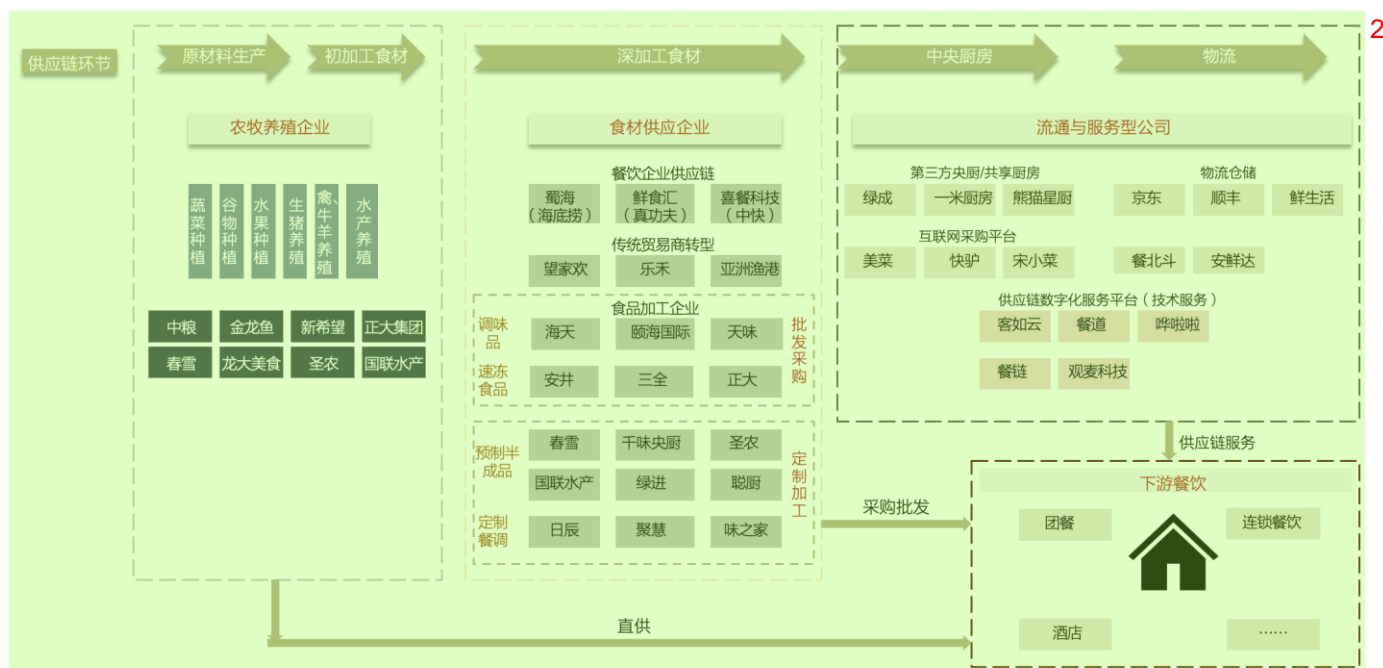 2
供应链环节
原材料生产
初加工食材
深加工食材
中央厨房
物流
农牧养殖企业
蔬菜种植
谷物种植
水果种植
生猪养殖
禽、牛羊养殖
水产养殖
中粮
金龙鱼
新希望
正大集团
春雪
龙大美食
圣农
国联水产
食材供应企业
餐饮企业供应链
蜀海
(海底捞)
鲜食汇
(真功夫)
喜餐科技
(中快)
传统贸易商转型
望家欢
乐禾
亚洲渔港
食品加工企业
调味
品
海天
颐海国际
天味
速冻
食品
安井
三全
正大
批发采购
预制半
成品
春雪
千味央厨
圣农
国联水产
绿进
聪厨
定制
餐调
日辰
聚慧
味之家
定制加工
流通与服务型公司
第三方央厨/共享厨房
绿成
一米厨房
熊猫星厨
物流仓储
京东
顺丰
鲜生活
互联网采购平台
美菜
快驴
宋小菜
餐北斗
安鲜达
供应链数字化服务平台(技术服务)
客如云
餐道
哗啦啦
餐链
观麦科技
供应链服务
采购批发
直供
下游餐饮
团餐
连锁餐饮
酒店
……